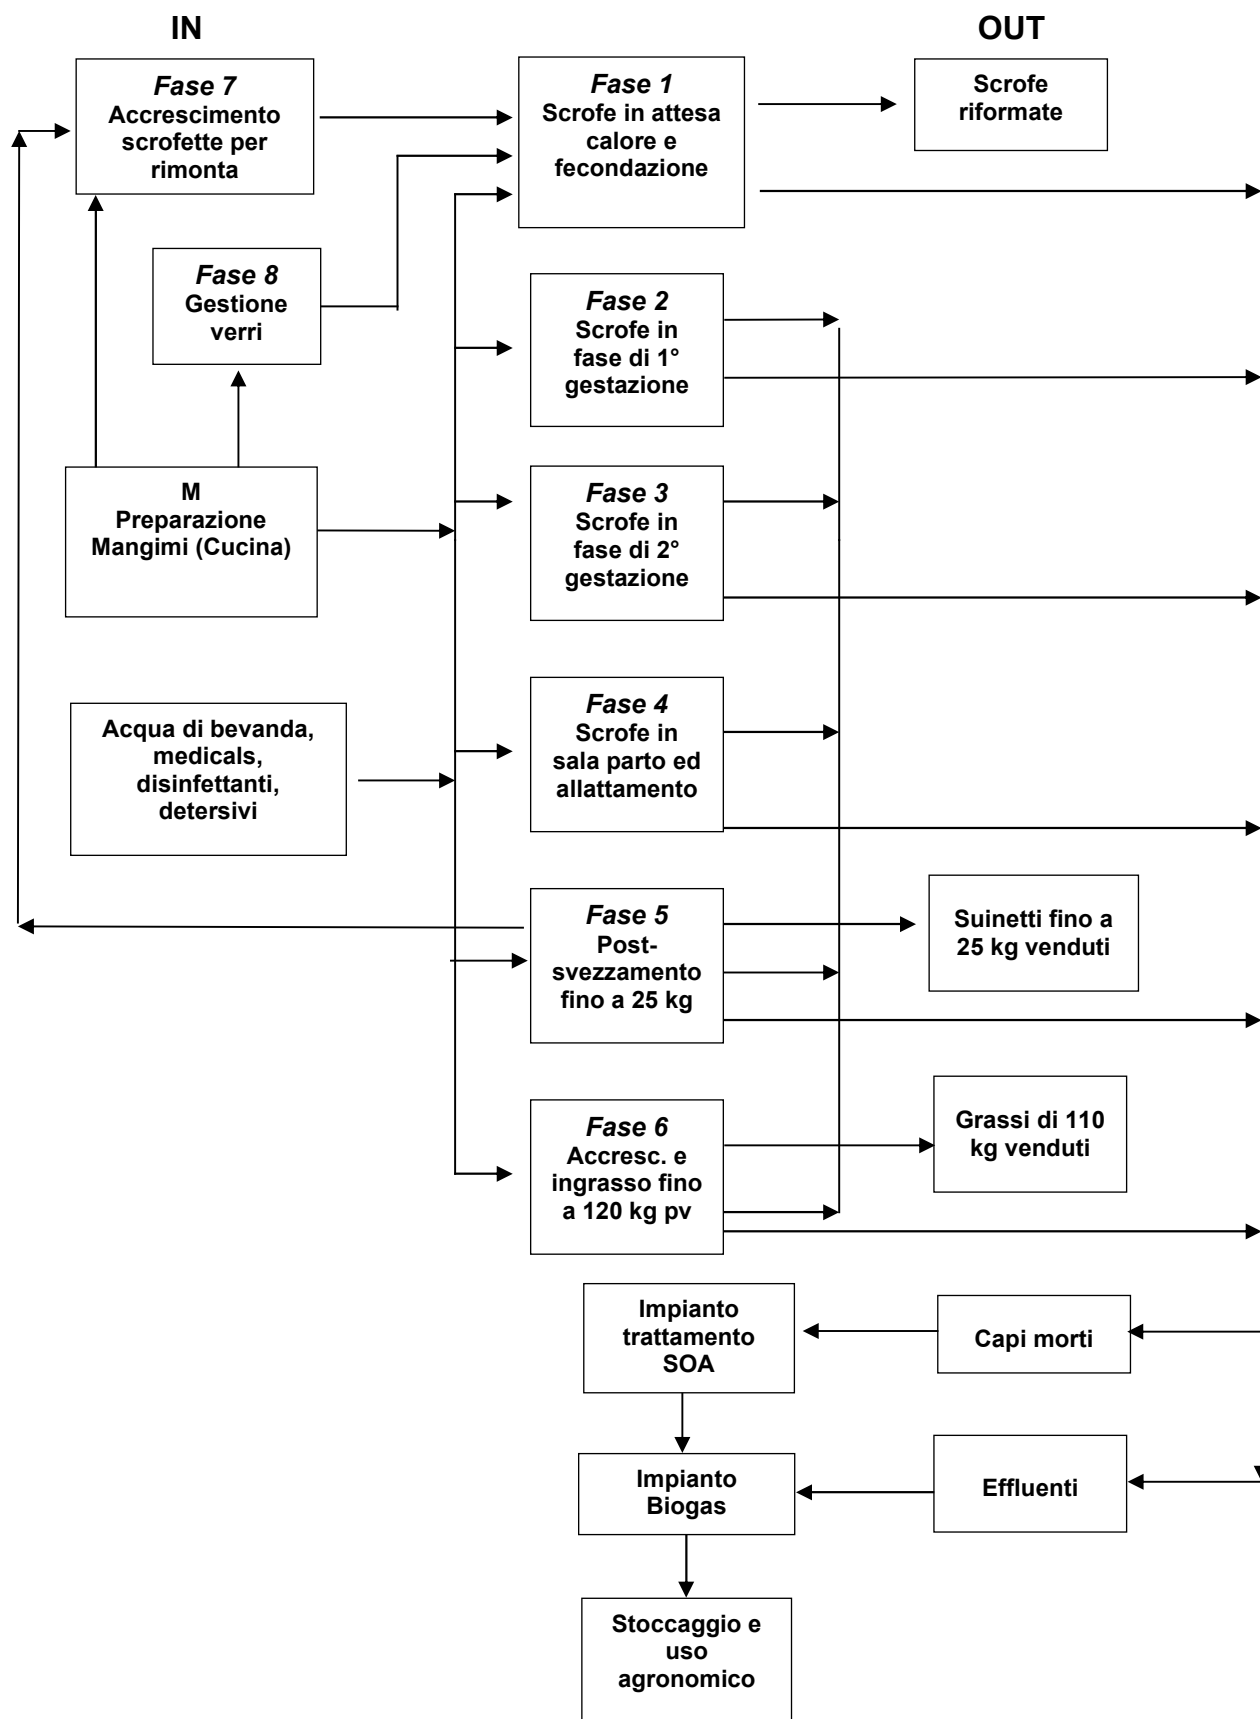 IN
OUT
Fase 7
Accrescimento
scrofette per
rimonta
Fase 1
Scrofe in attesa
calore e
fecondazione
Scrofe
riformate
Fase 8
Gestione
verri
Fase 2
Scrofe in
fase di 1°
gestazione
M
Preparazione
Mangimi (Cucina)
Fase 3
Scrofe in
fase di 2°
gestazione
Acqua di bevanda,
medicals,
disinfettanti,
detersivi
Fase 4
Scrofe in
sala parto ed
allattamento
Fase 5
Post-
svezzamento
fino a 25 kg
Suinetti fino a
25 kg venduti
Fase 6
Accresc. e
ingrasso fino
a 120 kg pv
Grassi di 110
kg venduti
Impianto
trattamento
SOA
Capi morti
Impianto
Biogas
Effluenti
Stoccaggio e
uso
agronomico